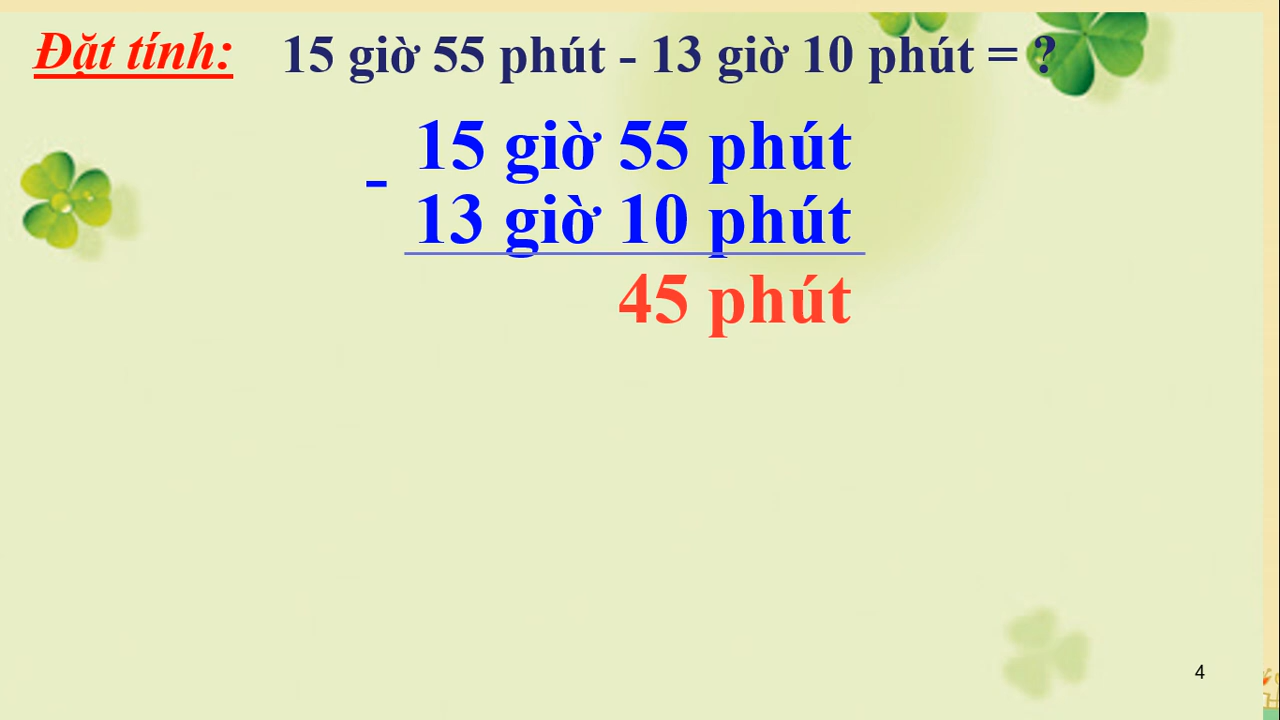 Đặt tính: 15 giờ 55 phút - 13 giờ 10 phút = ?
15 giờ 55 phút
-
13 giờ 10 phút
45 phút
4